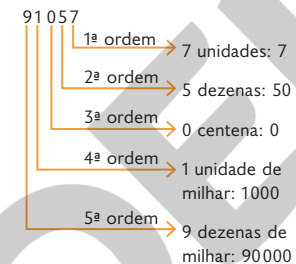 91057
1ª ordem
7 unidades: 7
2ª ordem
5 dezenas: 50
3ª ordem
0 centena: 0
4ª ordem
1 unidade de
milhar: 1000
5ª ordem
9 dezenas de
milhar: 90000